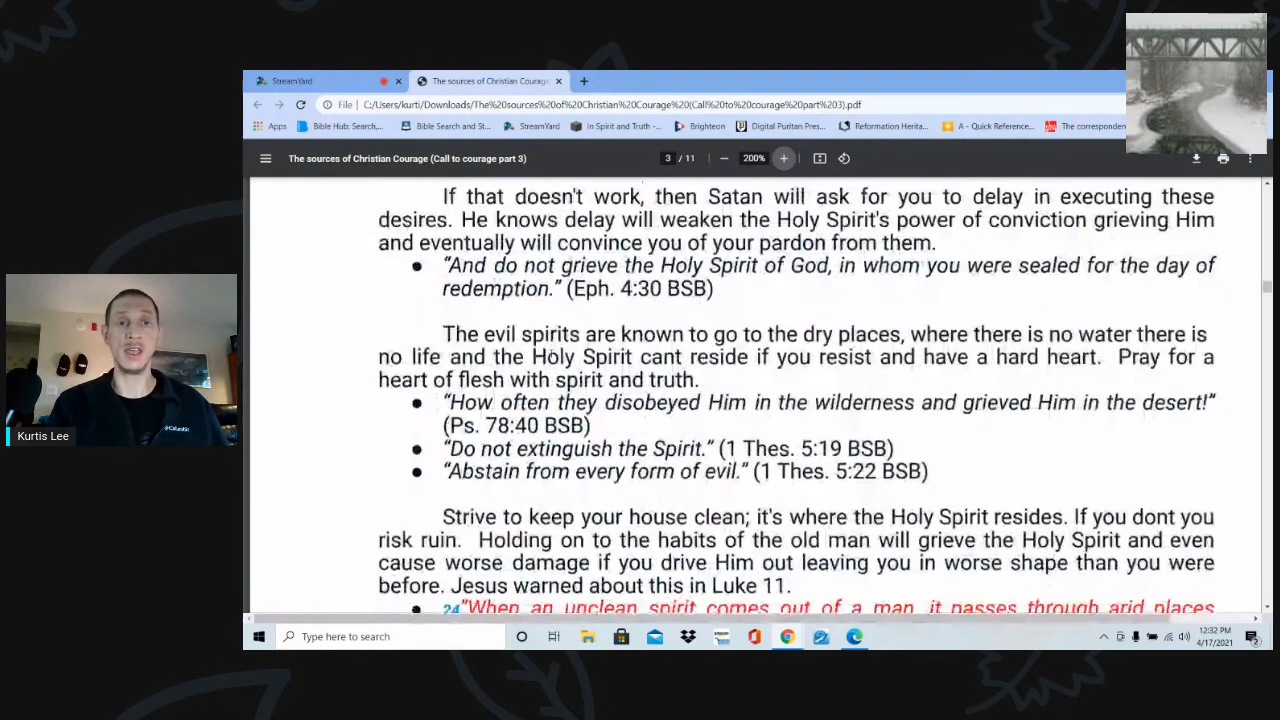 StreamYard
The sources of Christian Courage
File
C:/Users/kurti/Downloads/The%20sources%20of%20Christian%20Courage%20(Call%20to%20courage%20part%203).pdf
Apps
Bible Hub: Search,...
Bible Search and St...
StreamYard
In Spirit and Truth -...
Brighteon
Digital Puritan Pres...
Reformation Herita...
A - Quick Reference...
The corresponden
The sources of Christian Courage (Call to courage part 3)
3 / 11
200%
If that doesn't work, then Satan will ask for you to delay in executing these
desires. He knows delay will weaken the Holy Spirit's power of conviction grieving Him
and eventually will convince you of your pardon from them.
● “And do not grieve the Holy Spirit of God, in whom you were sealed for the day of
redemption.” (Eph. 4:30 BSB)
The evil spirits are known to go to the dry places, where there is no water there is
no life and the Holy Spirit cant reside if you resist and have a hard heart. Pray for a
heart of flesh with spirit and truth.
● “How often they disobeyed Him in the wilderness and grieved Him in the desert!”
(Ps. 78:40 BSB)
● “Do not extinguish the Spirit.” (1 Thes. 5:19 BSB)
● “Abstain from every form of evil.” (1 Thes. 5:22 BSB)
Strive to keep your house clean; it's where the Holy Spirit resides. If you dont you
risk ruin. Holding on to the habits of the old man will grieve the Holy Spirit and even
cause worse damage if you drive Him out leaving you in worse shape than you were
before. Jesus warned about this in Luke 11.
● 24“When an unclean spirit comes out of a man, it passes through arid places
Kurtis Lee
Columbia
Type here to search
12:32 PM
4/17/2021
2